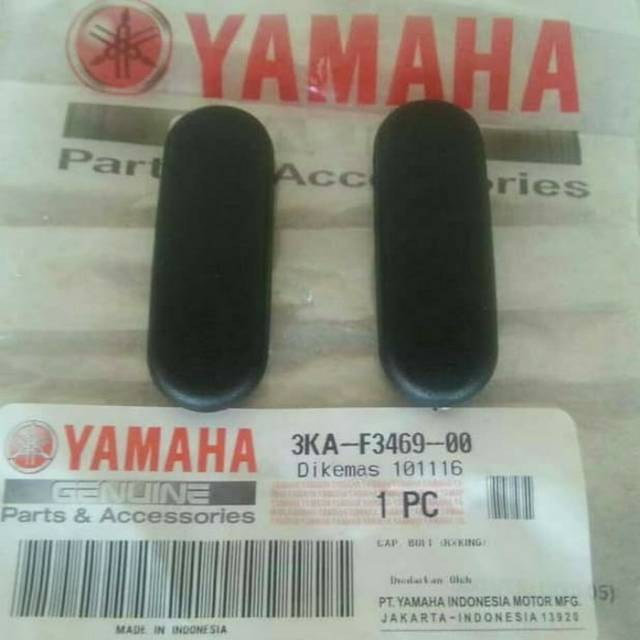 YAMAHA
Parts & Accessories
YAMAHA
GENUINE
Parts & Accessories
3KA-F3469-00
Dikemas 101116
1 PC
CAP, BOLT (RXKING)
Diedarkan Oleh
PT. YAMAHA INDONESIA MOTOR MFG.
JAKARTA-INDONESIA 13920
MADE IN INDONESIA